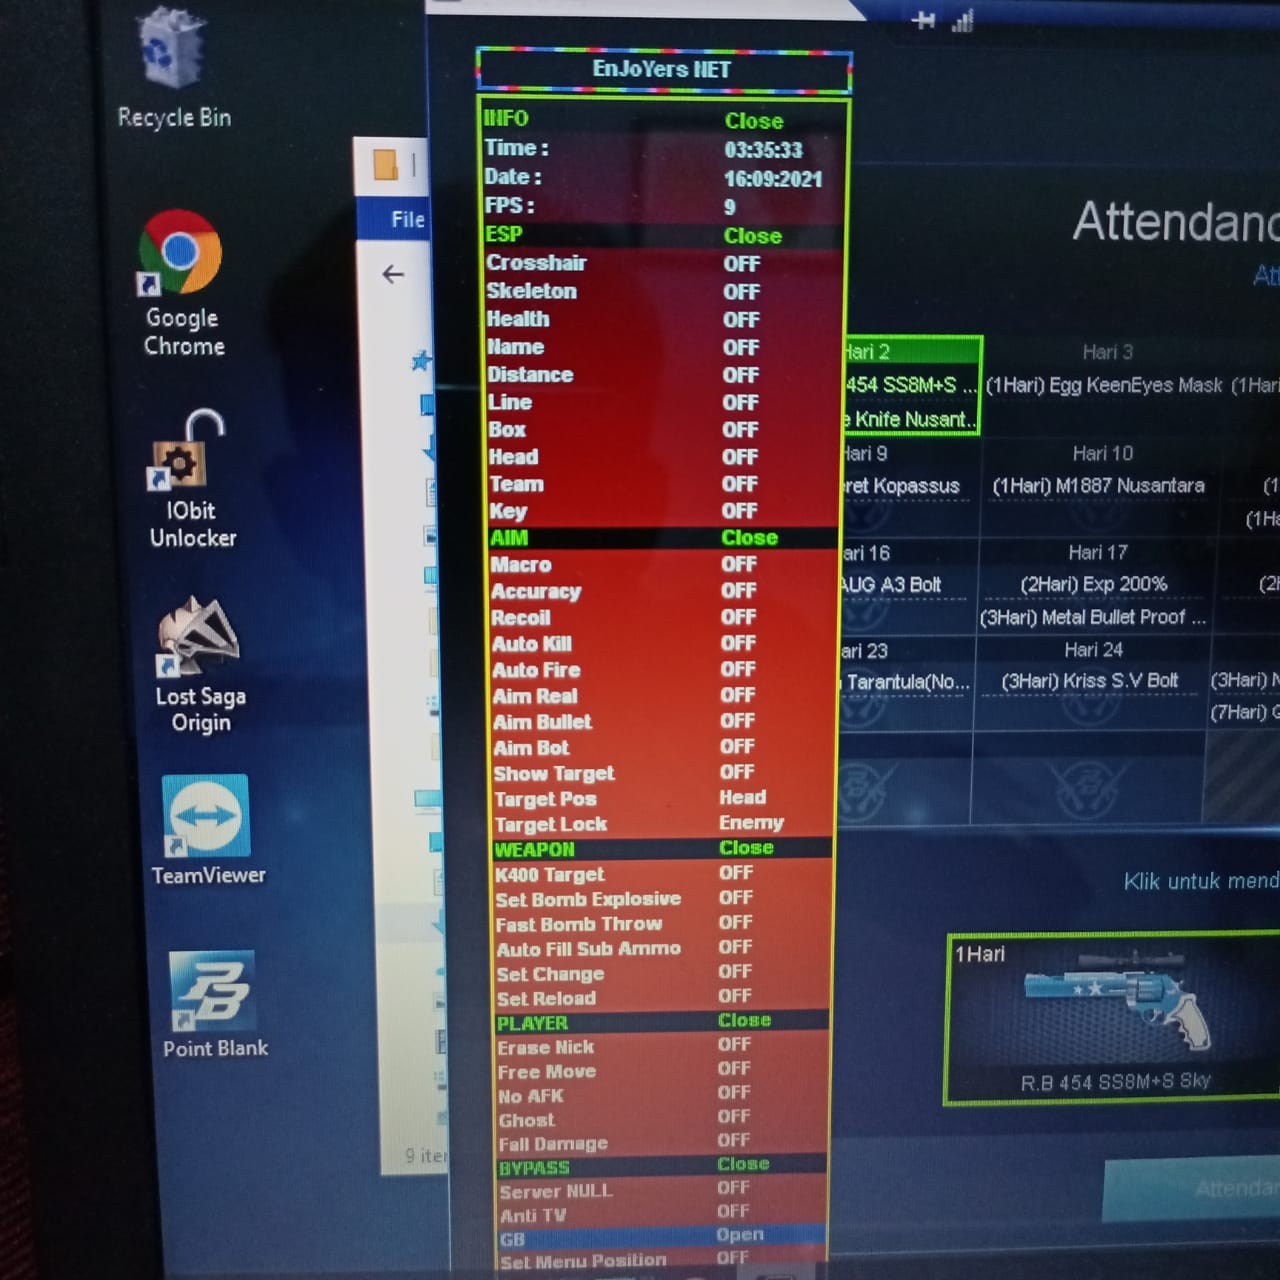 Recycle Bin
Google
Chrome
IObit
Unlocker
Lost Saga
Origin
TeamViewer
Point Blank
File
9
EnJoYers NET
INFO Close
Time : 03:35:33
Date : 16:09:2021
FPS : 9
ESP Close
Crosshair OFF
Skeleton OFF
Health OFF
Name OFF
Distance OFF
Line OFF
Box OFF
Head OFF
Team OFF
Key OFF
AIM Close
Macro OFF
Accuracy OFF
Recoil OFF
Auto Kill OFF
Auto Fire OFF
Aim Real OFF
Aim Bullet OFF
Aim Bot OFF
Show Target OFF
Target Pos Head
Target Lock Enemy
WEAPON Close
K400 Target OFF
Set Bomb Explosive OFF
Fast Bomb Throw OFF
Auto Fill Sub Ammo OFF
Set Change OFF
Set Reload OFF
PLAYER Close
Erase Nick OFF
Free Move OFF
No AFK OFF
Ghost OFF
Fall Damage OFF
BYPASS Close
Server NULL OFF
Anti TV OFF
GB Open
Set Menu Position OFF
Hari 2
454 SS8M+S ...
Knife Nusant..
Hari 3
(1Hari) Egg KeenEyes Mask
Hari 9
Kopassus
Hari 10
(1Hari) M1887 Nusantara
16
AUG A3 Bolt
Hari 17
(2Hari) Exp 200%
(3Hari) Metal Bullet Proof ...
23
Tarantula(No...
Hari 24
(3Hari) Kriss S.V Bolt
(3Hari)
(7Hari)
Klik untuk
1Hari
R.B 454 SS8M+S Sky